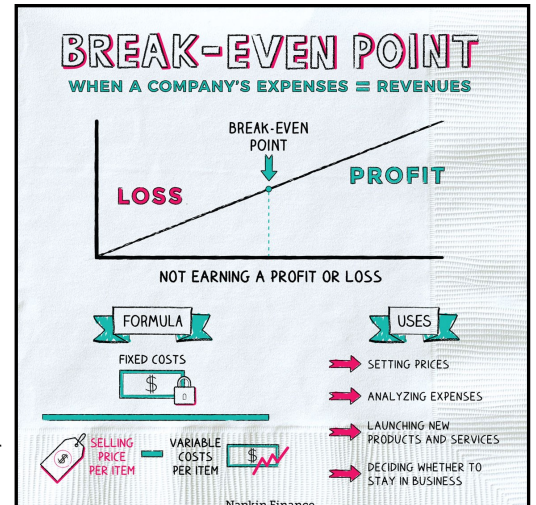 BREAK-EVEN POINT
WHEN A COMPANY'S EXPENSES = REVENUES
BREAK-EVEN
POINT
LOSS
PROFIT
NOT EARNING A PROFIT OR LOSS
FORMULA
FIXED COSTS
$
$
SELLING
PRICE
PER ITEM
-
VARIABLE
COSTS
PER ITEM
$
USES
SETTING PRICES
ANALYZING EXPENSES
LAUNCHING NEW
PRODUCTS AND SERVICES
DECIDING WHETHER TO
STAY IN BUSINESS
Napkin Finance